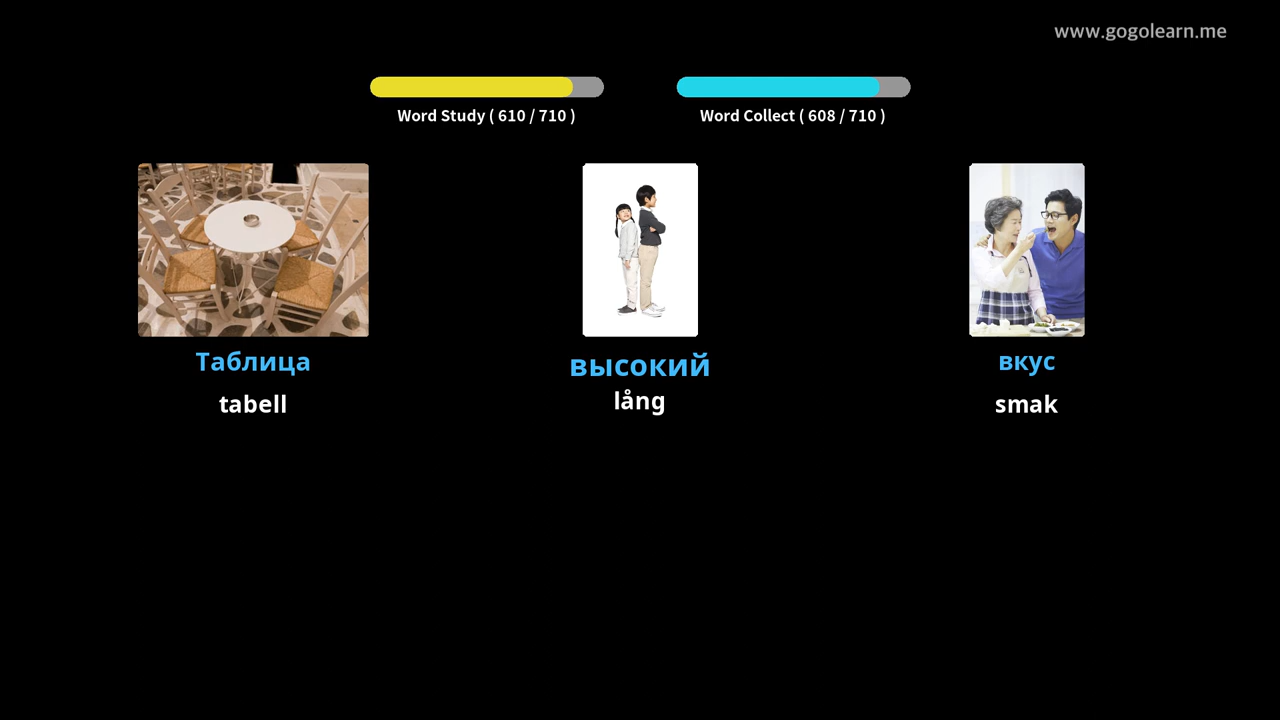 www.gogolearn.me
Word Study ( 610 / 710 )
Word Collect ( 608 / 710 )
Таблица
tabell
высокий
lång
вкус
smak